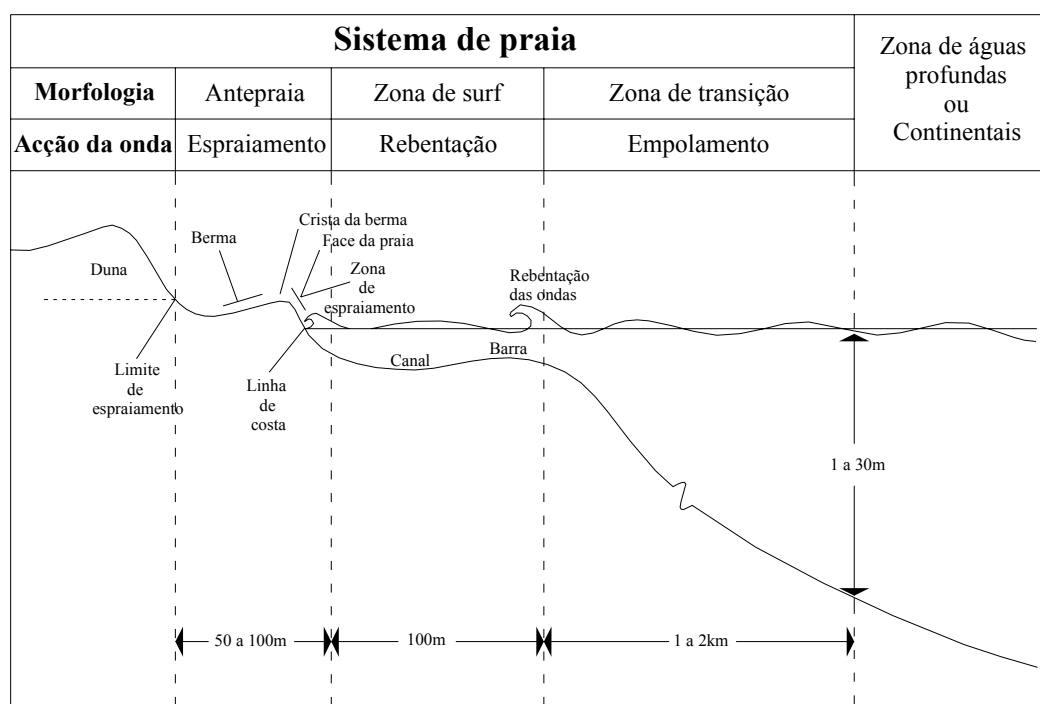 Sistema de praia
Zona de águas
profundas
ou
Continentais
Morfologia
Antepraia
Zona de surf
Zona de transição
Acção da onda
Espraiamento
Rebentação
Empolamento
Crista da berma
Face da praia
Berma
Zona
de
espraiamento
Rebentação
das ondas
Duna
Canal
Barra
Limite
de
espraiamento
Linha
de
costa
1 a 30m
50 a 100m
100m
1 a 2km